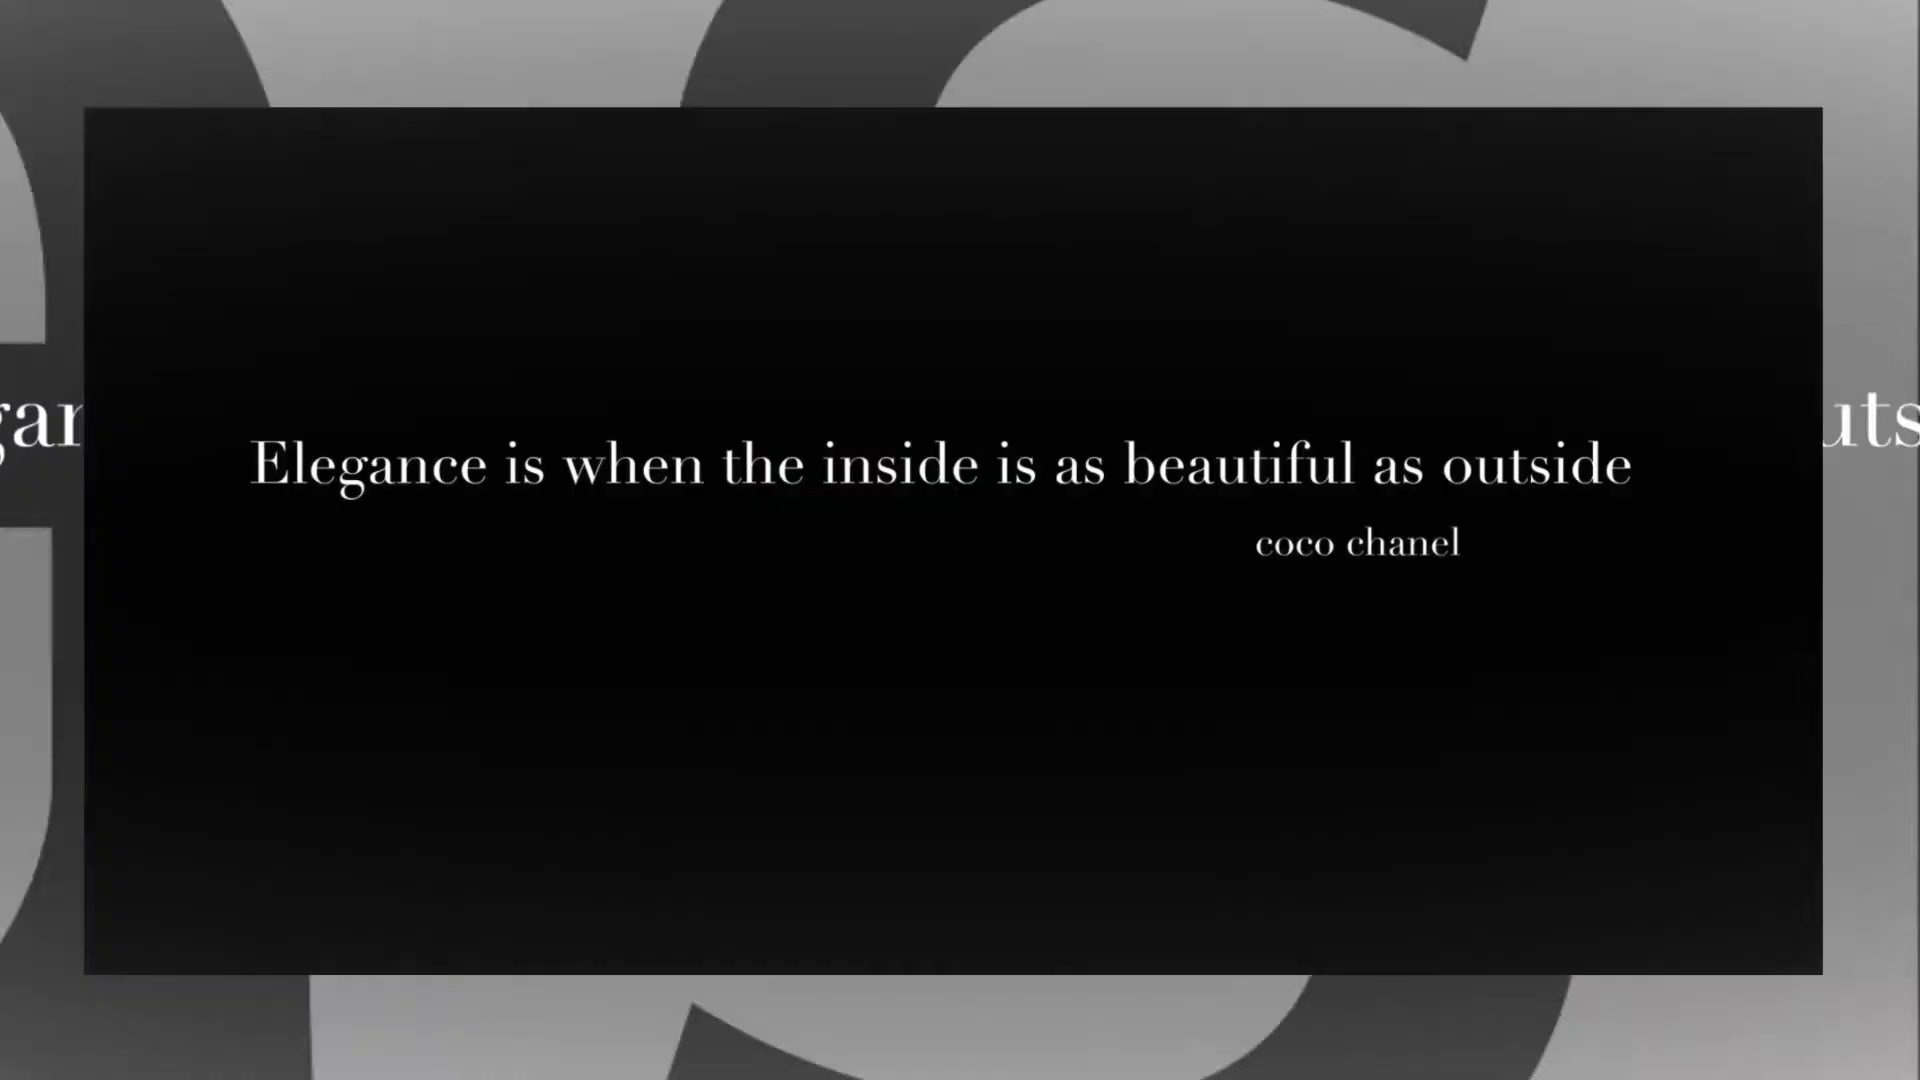 Elegance is when the inside is as beautiful as outside
coco chanel